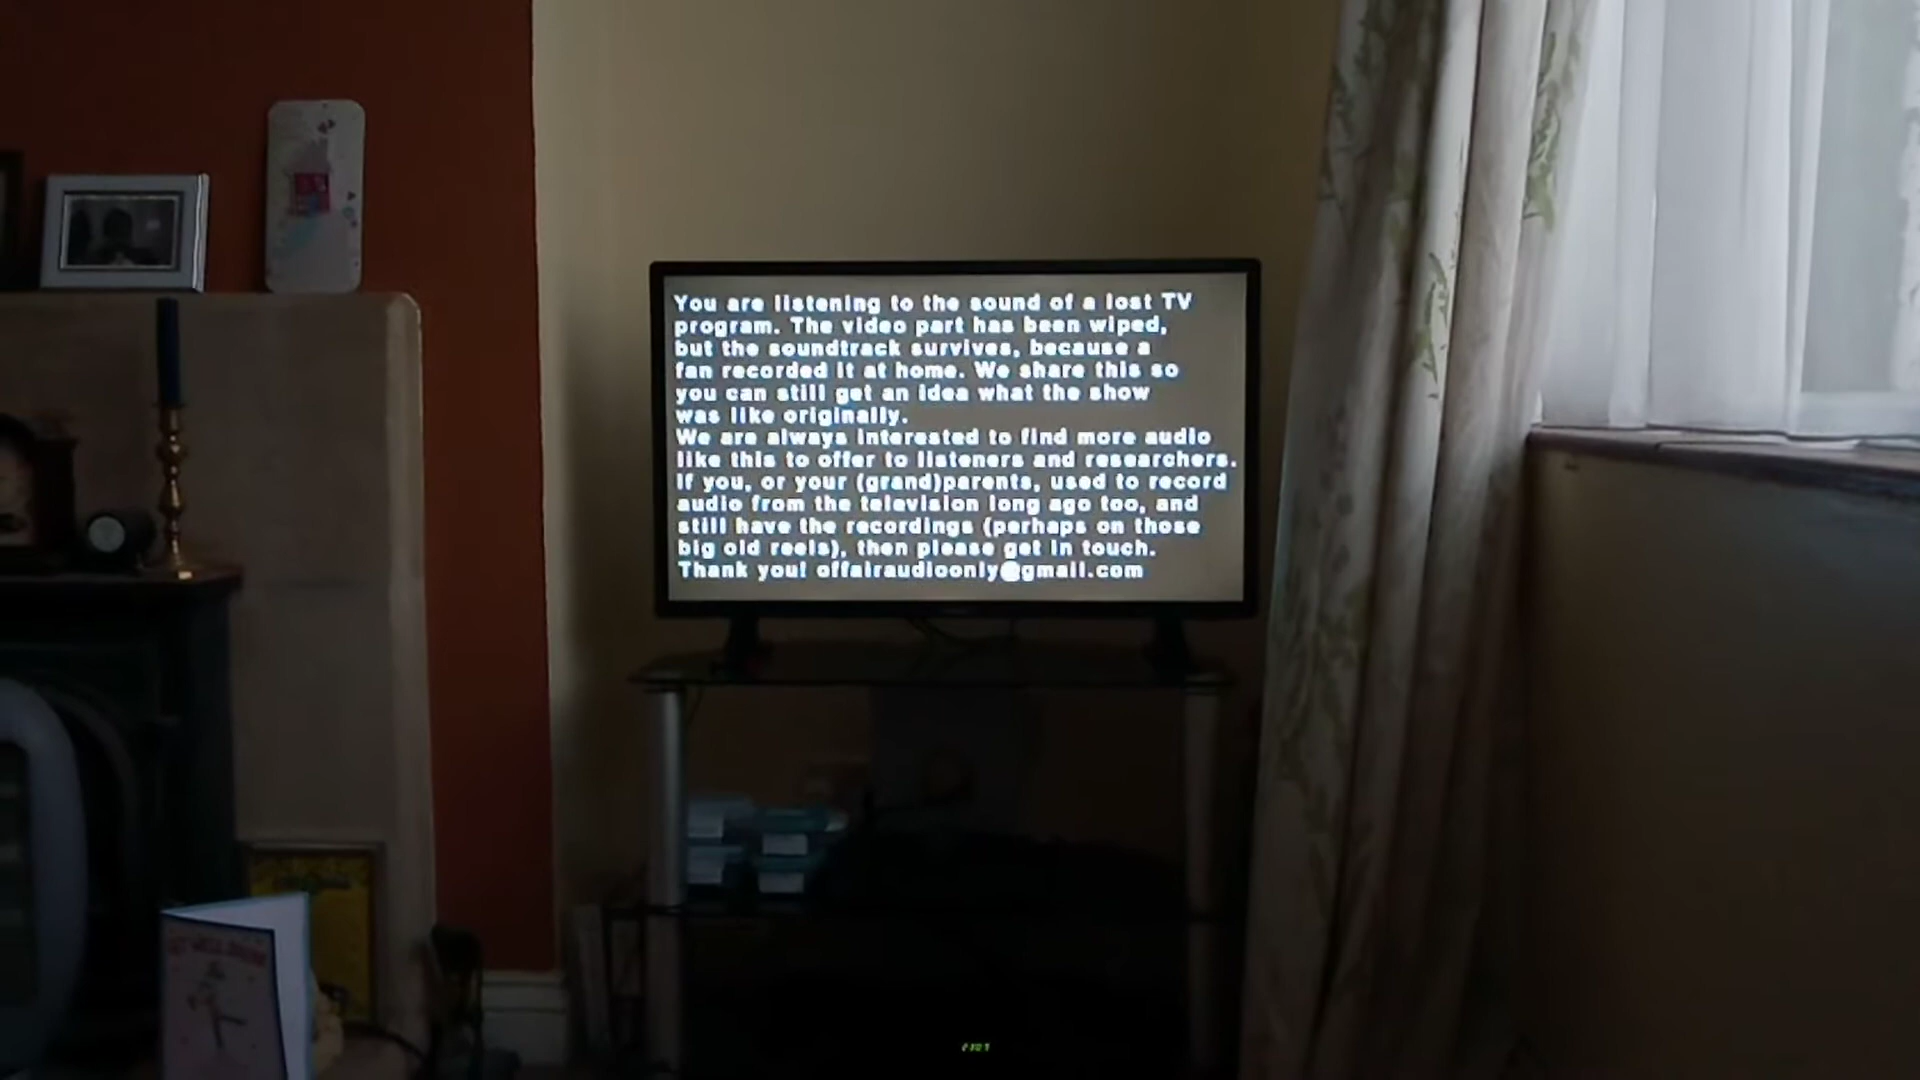 You are listening to the sound of a lost TV
program. The video part has been wiped,
but the soundtrack survives, because a
fan recorded it at home. We share this so
you can still get an idea what the show
was like originally.
We are always interested to find more audio
like this to offer to listeners and researchers.
If you, or your (grand)parents, used to record
audio from the television long ago too, and
still have the recordings (perhaps on those
big old reels), then please get in touch.
Thank you! offairaudioonly@gmail.com